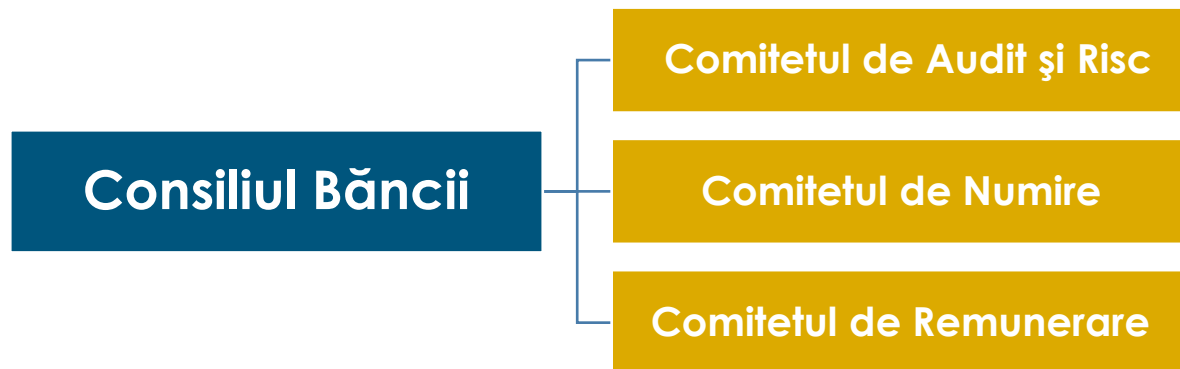 Comitetul de Audit şi Risc
Consiliul Băncii
Comitetul de Numire
Comitetul de Remunerare